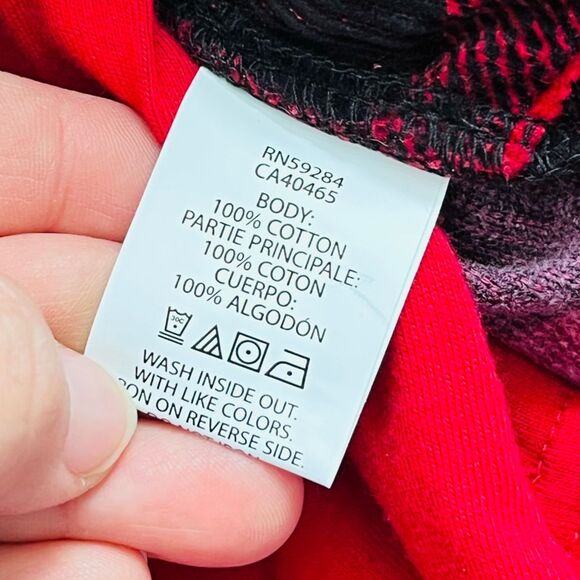 RN59284
CA40465
BODY:
100% COTTON
PARTIE PRINCIPALE:
100% COTON
CUERPO:
100% ALGODÓN
WASH INSIDE OUT.
WITH LIKE COLORS.
ON REVERSE SIDE.